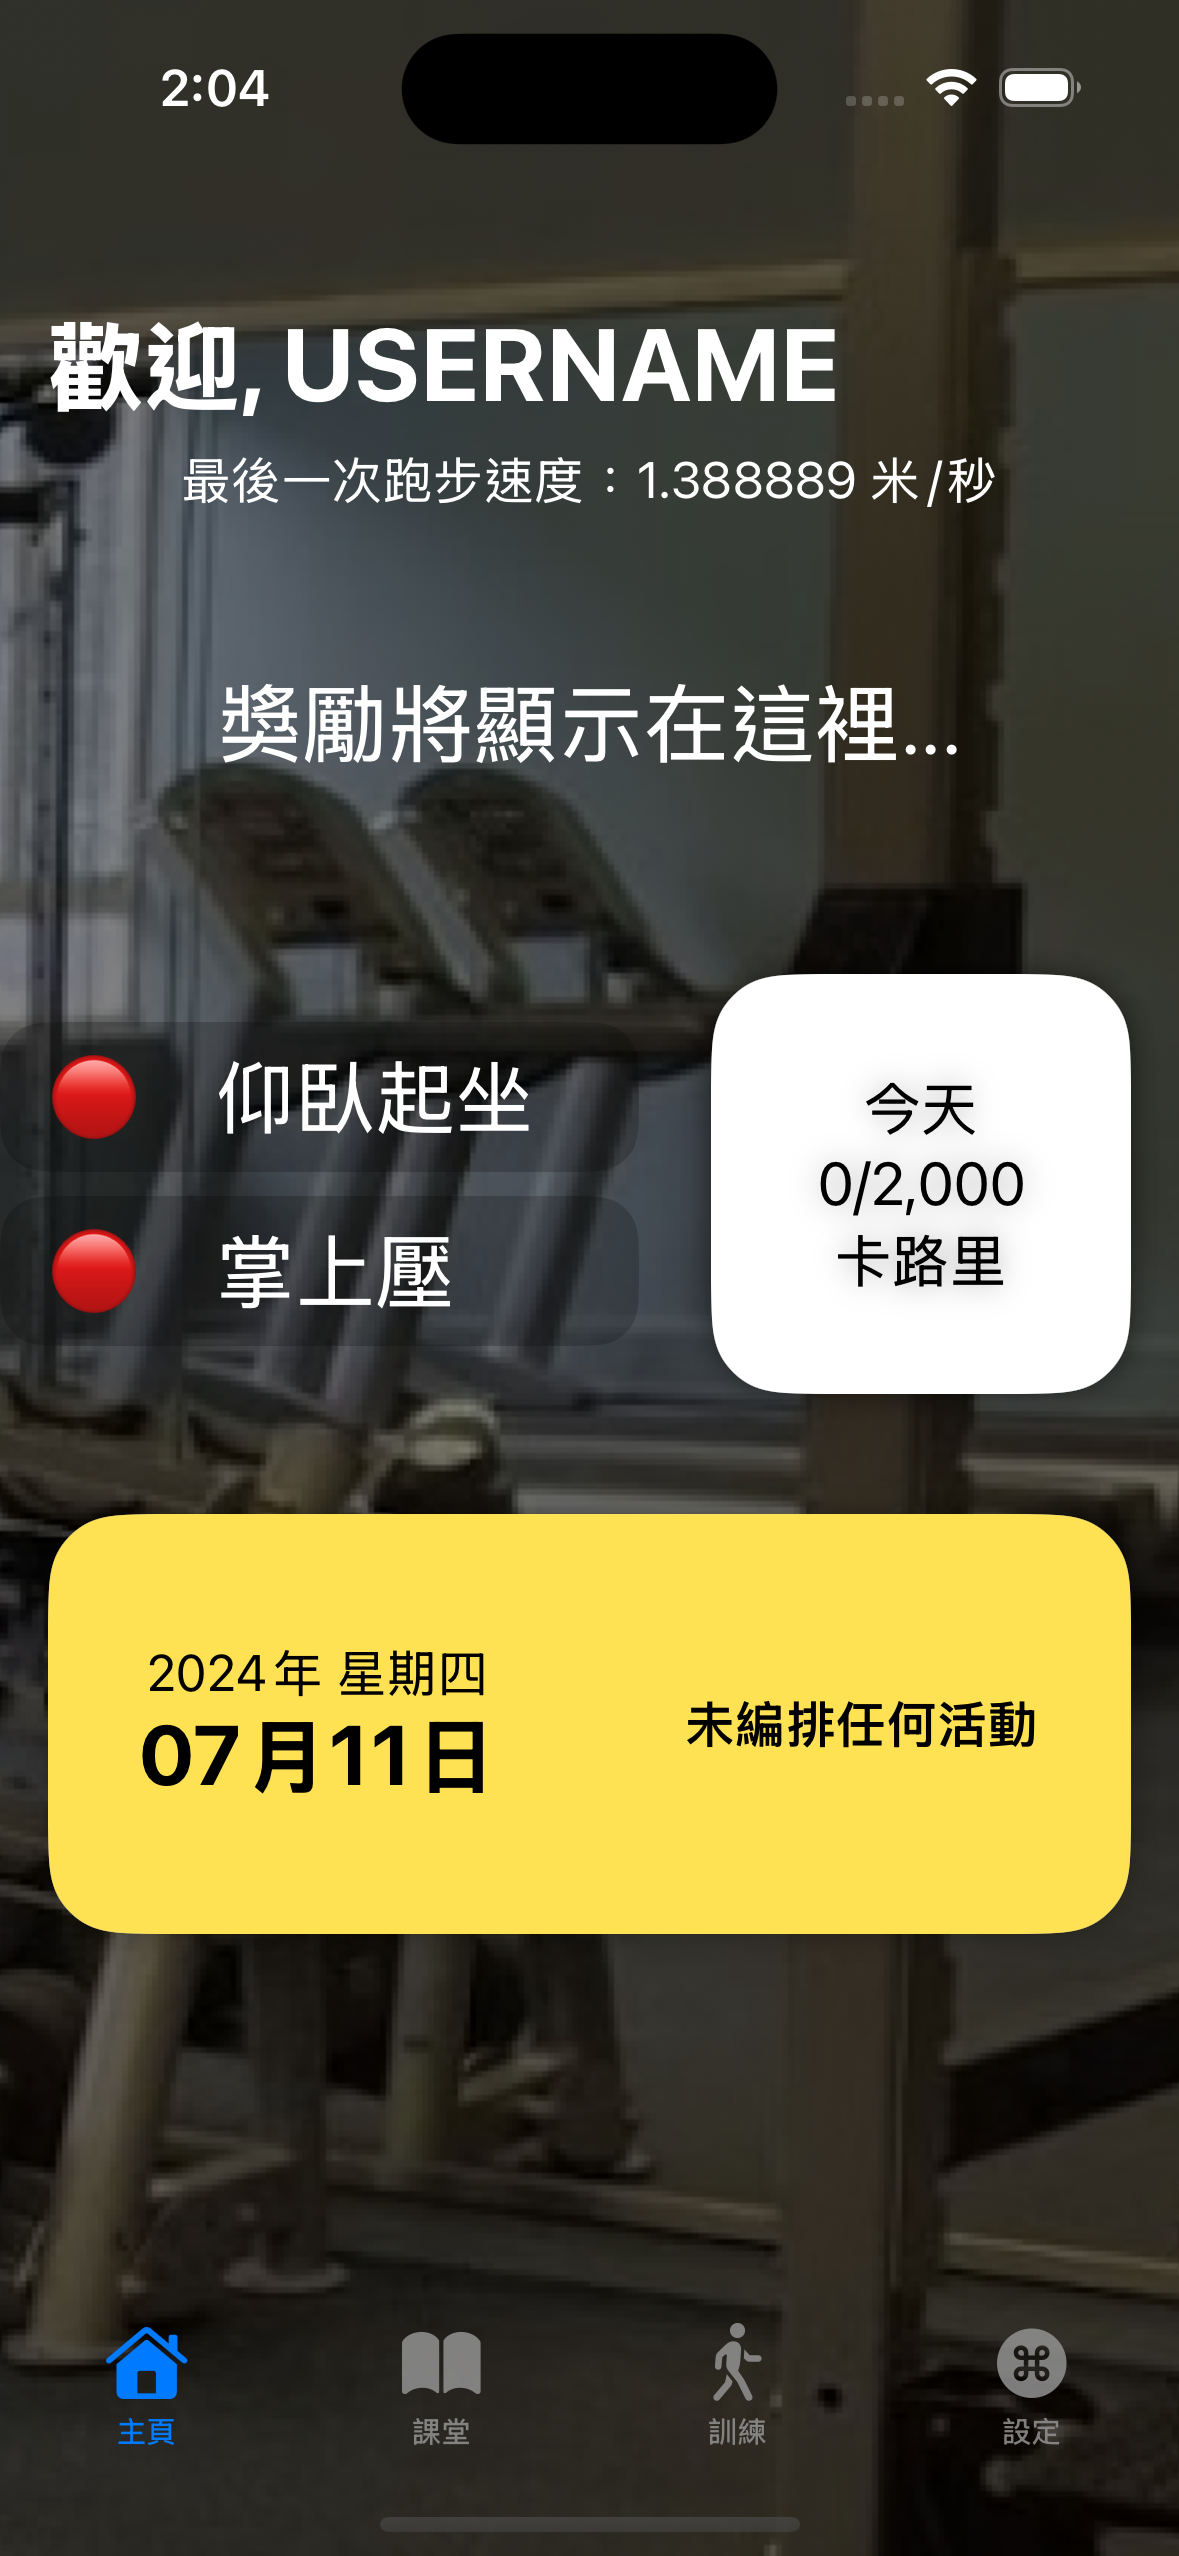 2:04
歡迎, USERNAME
最後一次跑步速度：1.388889 米/秒
獎勵將顯示在這裡...
仰臥起坐
掌上壓
今天
0/2,000
卡路里
2024年 星期四
07月11日
未編排任何活動
主頁
課堂
訓練
設定